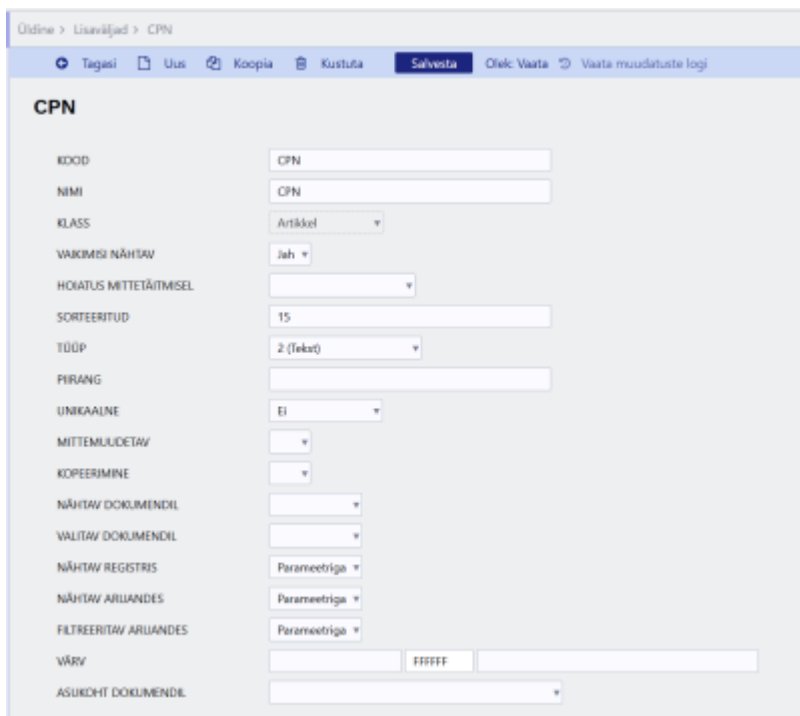 Üldine > Lisaväljad > CPN
Tagasi Uus Koopia Kustuta Salvesta Olek: Vaata Vaata muudatuste logi
CPN
KOOD CPN
NIMI CPN
KLASS Artikkel
VAIKIMISI NÄHTAV Jah
HOIATUS MITTETÄITMISEL
SORTEERITUD 15
TÜÜP 2 (Tekst)
PIIRANG
UNIKAALNE Ei
MITTEMUUDETAV
KOPEERIMINE
NÄHTAV DOKUMENDIL
VALITAV DOKUMENDIL
NÄHTAV REGISTRIS Parameetriga
NÄHTAV ARUANDES Parameetriga
FILTREERITAV ARUANDES Parameetriga
VÄRV FFFFFF
ASUKOHT DOKUMENDIL